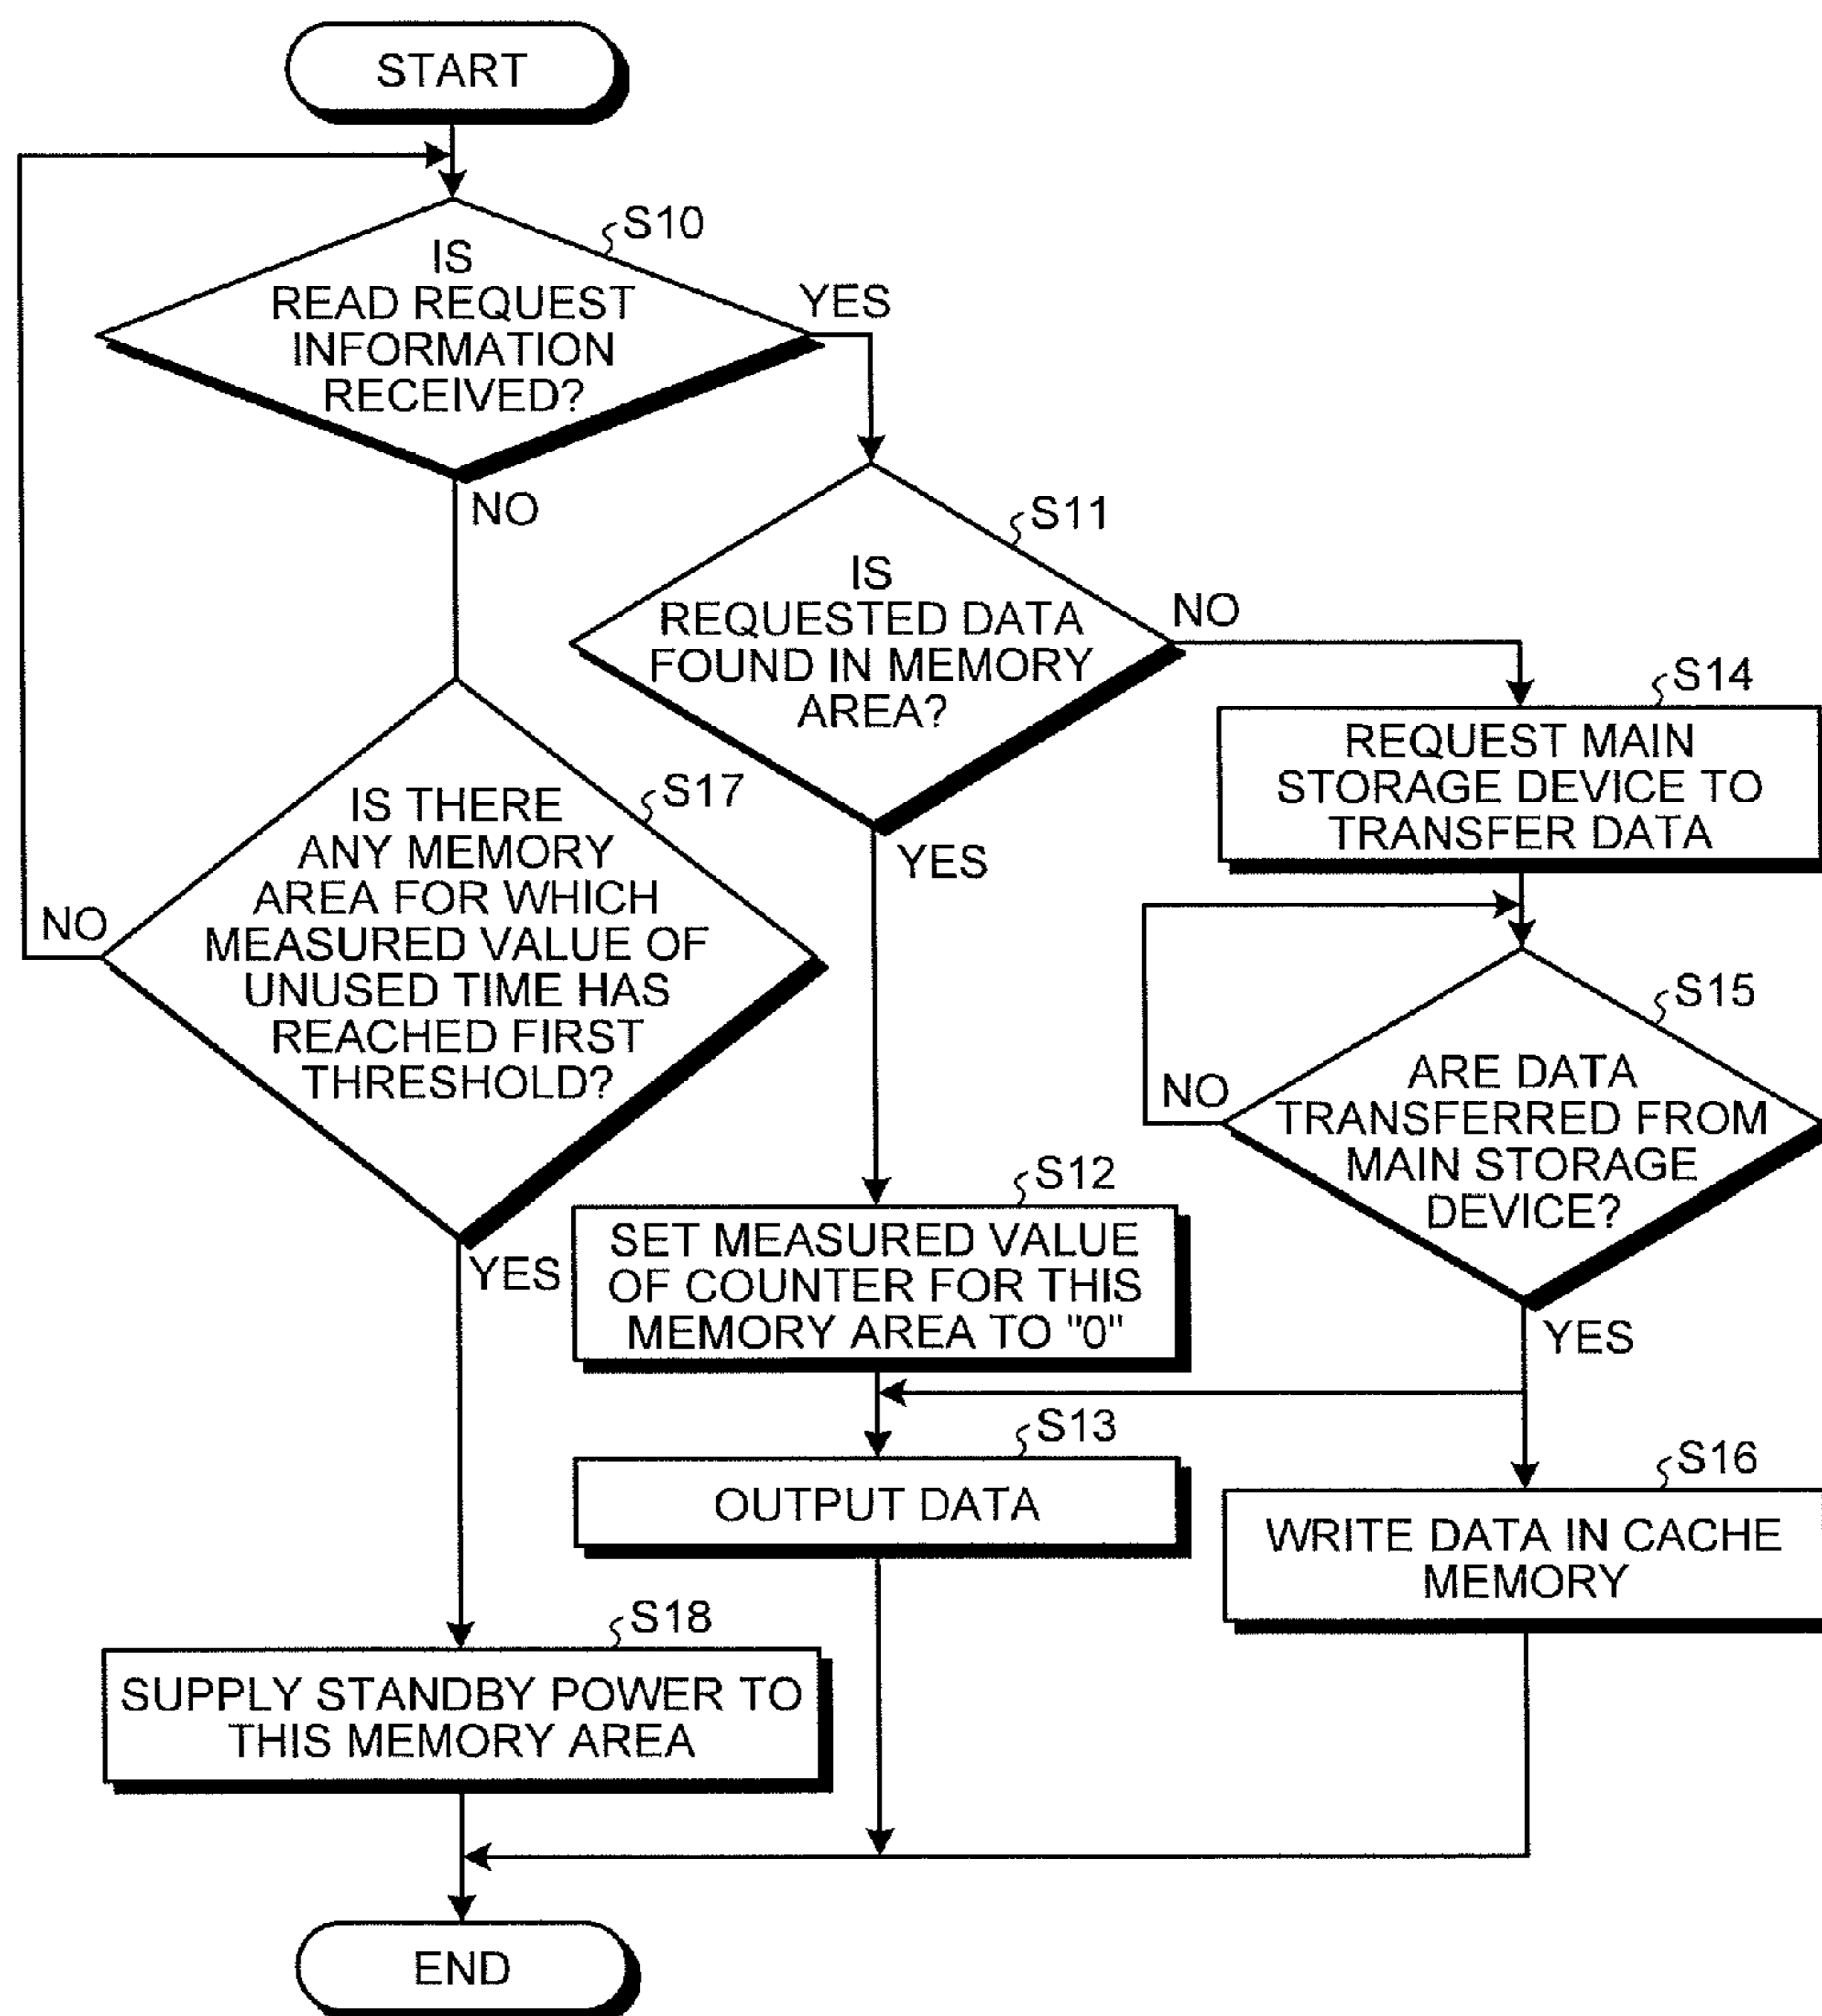 START
S10
IS
READ REQUEST
INFORMATION
RECEIVED?
YES
NO
S11
IS
REQUESTED DATA
FOUND IN MEMORY
AREA?
NO
YES
S14
REQUEST MAIN
STORAGE DEVICE TO
TRANSFER DATA
S17
IS THERE
ANY MEMORY
AREA FOR WHICH
MEASURED VALUE OF
UNUSED TIME HAS
REACHED FIRST
THRESHOLD?
NO
YES
S15
ARE DATA
TRANSFERRED FROM
MAIN STORAGE
DEVICE?
NO
YES
S12
SET MEASURED VALUE
OF COUNTER FOR THIS
MEMORY AREA TO "0"
S13
OUTPUT DATA
S16
WRITE DATA IN CACHE
MEMORY
S18
SUPPLY STANDBY POWER TO
THIS MEMORY AREA
END